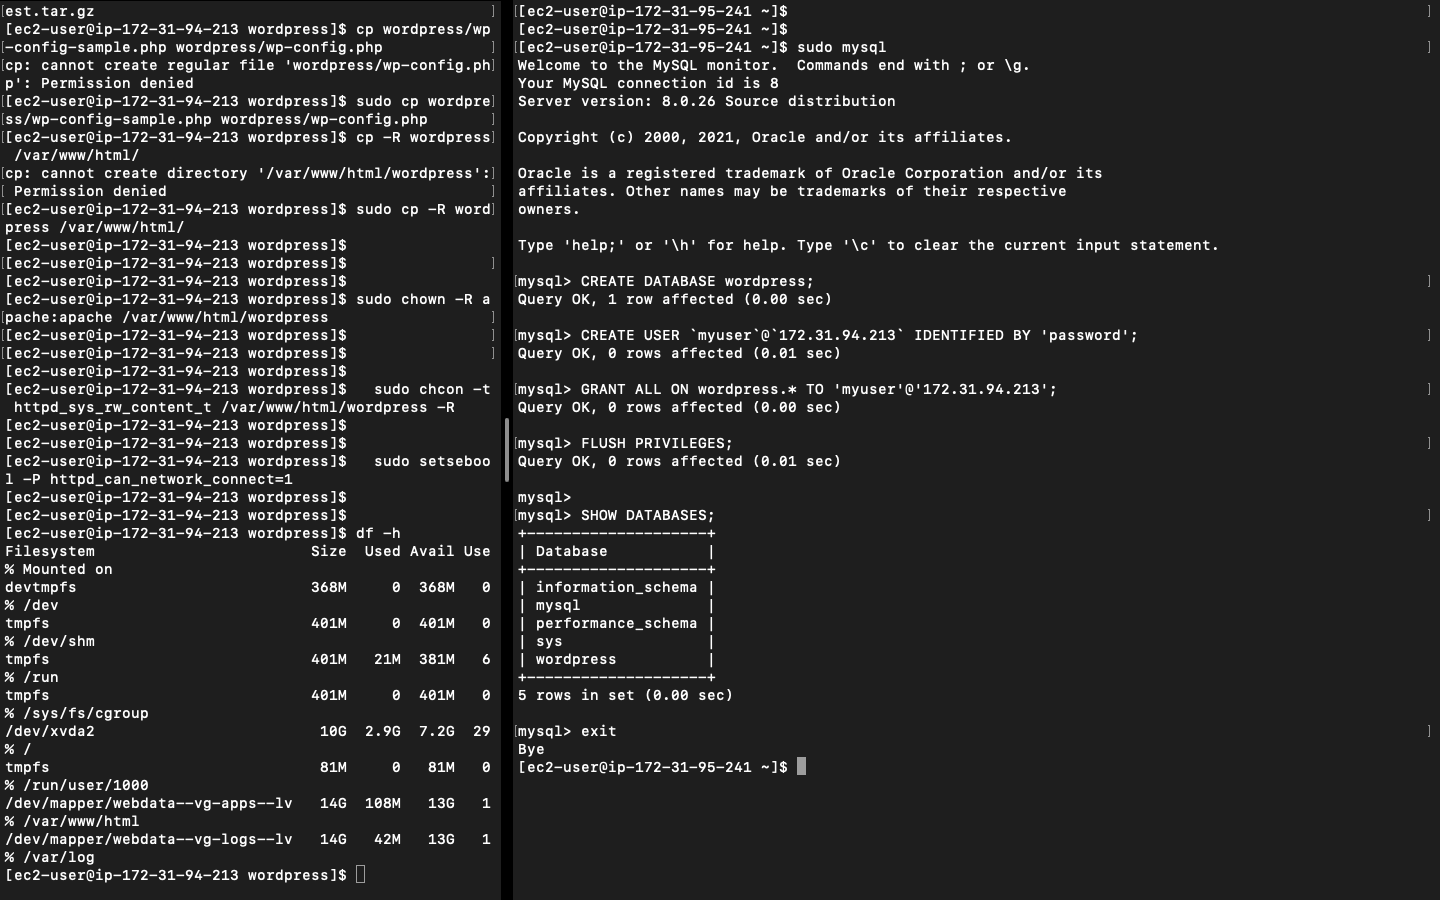 est.tar.gz
[ec2-user@ip-172-31-94-213 wordpress]$ cp wordpress/wp
-config-sample.php wordpress/wp-config.php
cp: cannot create regular file 'wordpress/wp-config.ph
p': Permission denied
[ec2-user@ip-172-31-94-213 wordpress]$ sudo cp wordpre
ss/wp-config-sample.php wordpress/wp-config.php
[ec2-user@ip-172-31-94-213 wordpress]$ cp -R wordpress
 /var/www/html/
cp: cannot create directory '/var/www/html/wordpress':
 Permission denied
[ec2-user@ip-172-31-94-213 wordpress]$ sudo cp -R word
press /var/www/html/
[ec2-user@ip-172-31-94-213 wordpress]$
[ec2-user@ip-172-31-94-213 wordpress]$
[ec2-user@ip-172-31-94-213 wordpress]$
[ec2-user@ip-172-31-94-213 wordpress]$ sudo chown -R a
pache:apache /var/www/html/wordpress
[ec2-user@ip-172-31-94-213 wordpress]$
[ec2-user@ip-172-31-94-213 wordpress]$
[ec2-user@ip-172-31-94-213 wordpress]$
[ec2-user@ip-172-31-94-213 wordpress]$   sudo chcon -t
 httpd_sys_rw_content_t /var/www/html/wordpress -R
[ec2-user@ip-172-31-94-213 wordpress]$
[ec2-user@ip-172-31-94-213 wordpress]$
[ec2-user@ip-172-31-94-213 wordpress]$   sudo setseboo
l -P httpd_can_network_connect=1
[ec2-user@ip-172-31-94-213 wordpress]$
[ec2-user@ip-172-31-94-213 wordpress]$
[ec2-user@ip-172-31-94-213 wordpress]$ df -h
Filesystem                        Size  Used Avail Use
% Mounted on
devtmpfs                          368M     0  368M   0
% /dev
tmpfs                             401M     0  401M   0
% /dev/shm
tmpfs                             401M   21M  381M   6
% /run
tmpfs                             401M     0  401M   0
% /sys/fs/cgroup
/dev/xvda2                         10G  2.9G  7.2G  29
% /
tmpfs                              81M     0   81M   0
% /run/user/1000
/dev/mapper/webdata--vg-apps--lv   14G  108M   13G   1
% /var/www/html
/dev/mapper/webdata--vg-logs--lv   14G   42M   13G   1
% /var/log
[ec2-user@ip-172-31-94-213 wordpress]$
[ec2-user@ip-172-31-95-241 ~]$
[ec2-user@ip-172-31-95-241 ~]$
[ec2-user@ip-172-31-95-241 ~]$ sudo mysql
Welcome to the MySQL monitor.  Commands end with ; or \g.
Your MySQL connection id is 8
Server version: 8.0.26 Source distribution
Copyright (c) 2000, 2021, Oracle and/or its affiliates.
Oracle is a registered trademark of Oracle Corporation and/or its
affiliates. Other names may be trademarks of their respective
owners.
Type 'help;' or '\h' for help. Type '\c' to clear the current input statement.
mysql> CREATE DATABASE wordpress;
Query OK, 1 row affected (0.00 sec)
mysql> CREATE USER `myuser`@`172.31.94.213` IDENTIFIED BY 'password';
Query OK, 0 rows affected (0.01 sec)
mysql> GRANT ALL ON wordpress.* TO 'myuser'@'172.31.94.213';
Query OK, 0 rows affected (0.00 sec)
mysql> FLUSH PRIVILEGES;
Query OK, 0 rows affected (0.01 sec)
mysql>
mysql> SHOW DATABASES;
+--------------------+
| Database           |
+--------------------+
| information_schema |
| mysql              |
| performance_schema |
| sys                |
| wordpress          |
+--------------------+
5 rows in set (0.00 sec)
mysql> exit
Bye
[ec2-user@ip-172-31-95-241 ~]$